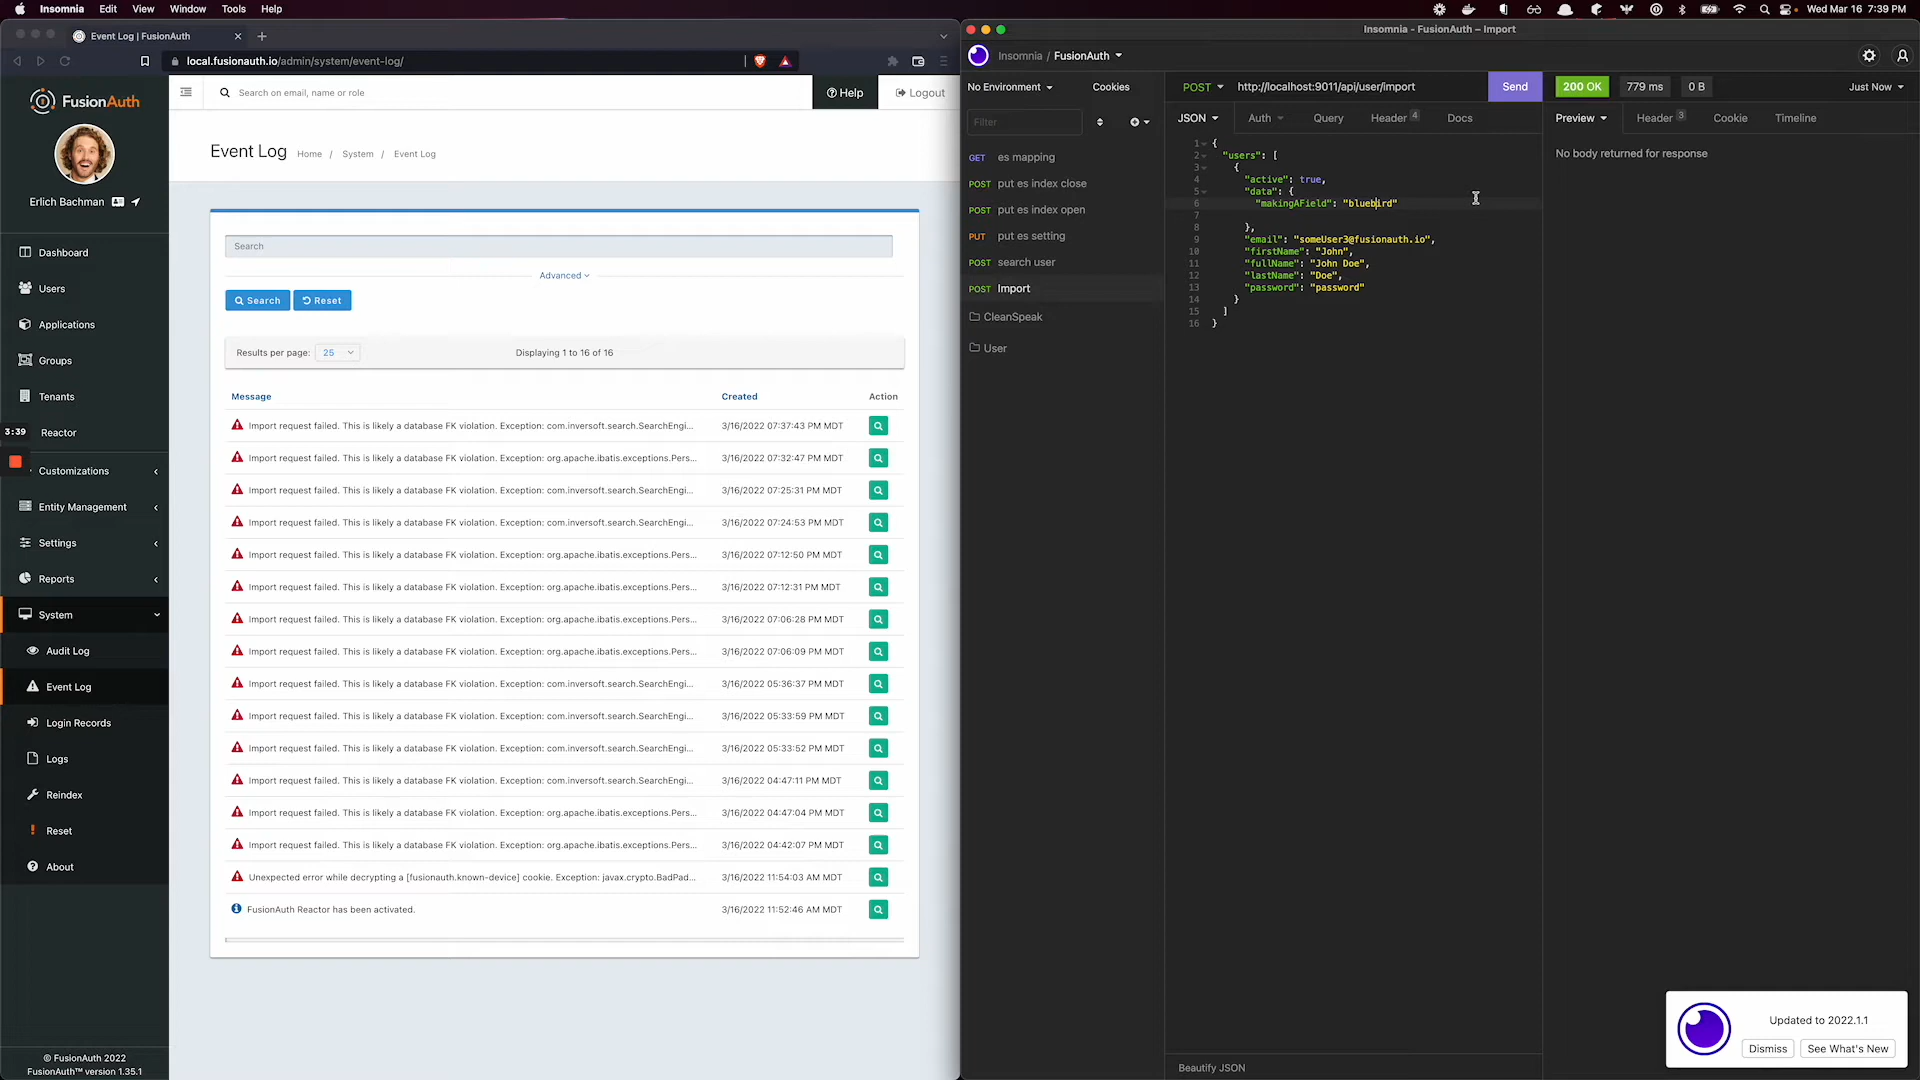 Insomnia Edit View Window Tools Help
Wed Mar 16 7:39 PM
Event Log | FusionAuth
local.fusionauth.io/admin/system/event-log/
FusionAuth
Erlich Bachman
Dashboard
Users
Applications
Groups
Tenants
3:39
Reactor
Customizations
Entity Management
Settings
Reports
System
Audit Log
Event Log
Login Records
Logs
Reindex
Reset
About
© FusionAuth 2022
FusionAuth™ version 1.35.1
Search on email, name or role
Help
Logout
Event Log Home / System / Event Log
Search
Advanced
Search Reset
Results per page: 25 Displaying 1 to 16 of 16
Message Created Action
Import request failed. This is likely a database FK violation. Exception: com.inversoft.search.SearchEngi... 3/16/2022 07:37:43 PM MDT
Import request failed. This is likely a database FK violation. Exception: org.apache.ibatis.exceptions.Pers... 3/16/2022 07:32:47 PM MDT
Import request failed. This is likely a database FK violation. Exception: com.inversoft.search.SearchEngi... 3/16/2022 07:25:31 PM MDT
Import request failed. This is likely a database FK violation. Exception: com.inversoft.search.SearchEngi... 3/16/2022 07:24:53 PM MDT
Import request failed. This is likely a database FK violation. Exception: org.apache.ibatis.exceptions.Pers... 3/16/2022 07:12:50 PM MDT
Import request failed. This is likely a database FK violation. Exception: org.apache.ibatis.exceptions.Pers... 3/16/2022 07:12:31 PM MDT
Import request failed. This is likely a database FK violation. Exception: org.apache.ibatis.exceptions.Pers... 3/16/2022 07:06:28 PM MDT
Import request failed. This is likely a database FK violation. Exception: org.apache.ibatis.exceptions.Pers... 3/16/2022 07:06:09 PM MDT
Import request failed. This is likely a database FK violation. Exception: com.inversoft.search.SearchEngi... 3/16/2022 05:36:37 PM MDT
Import request failed. This is likely a database FK violation. Exception: com.inversoft.search.SearchEngi... 3/16/2022 05:33:59 PM MDT
Import request failed. This is likely a database FK violation. Exception: com.inversoft.search.SearchEngi... 3/16/2022 05:33:52 PM MDT
Import request failed. This is likely a database FK violation. Exception: com.inversoft.search.SearchEngi... 3/16/2022 04:47:11 PM MDT
Import request failed. This is likely a database FK violation. Exception: org.apache.ibatis.exceptions.Pers... 3/16/2022 04:47:04 PM MDT
Import request failed. This is likely a database FK violation. Exception: org.apache.ibatis.exceptions.Pers... 3/16/2022 04:42:07 PM MDT
Unexpected error while decrypting a [fusionauth.known-device] cookie. Exception: javax.crypto.BadPad... 3/16/2022 11:54:03 AM MDT
FusionAuth Reactor has been activated. 3/16/2022 11:52:46 AM MDT
Insomnia - FusionAuth – Import
Insomnia / FusionAuth
No Environment Cookies
Filter
GET es mapping
POST put es index close
POST put es index open
PUT put es setting
POST search user
POST Import
CleanSpeak
User
POST http://localhost:9011/api/user/import Send
JSON Auth Query Header 4 Docs
1 {
2 "users": [
3 {
4 "active": true,
5 "data": {
6 "makingAField": "bluebird"
7
8 },
9 "email": "someUser3@fusionauth.io",
10 "firstName": "John",
11 "fullName": "John Doe",
12 "lastName": "Doe",
13 "password": "password"
14 }
15 ]
16 }
Beautify JSON
200 OK 779 ms 0 B Just Now
Preview Header 3 Cookie Timeline
No body returned for response
Updated to 2022.1.1
Dismiss See What's New